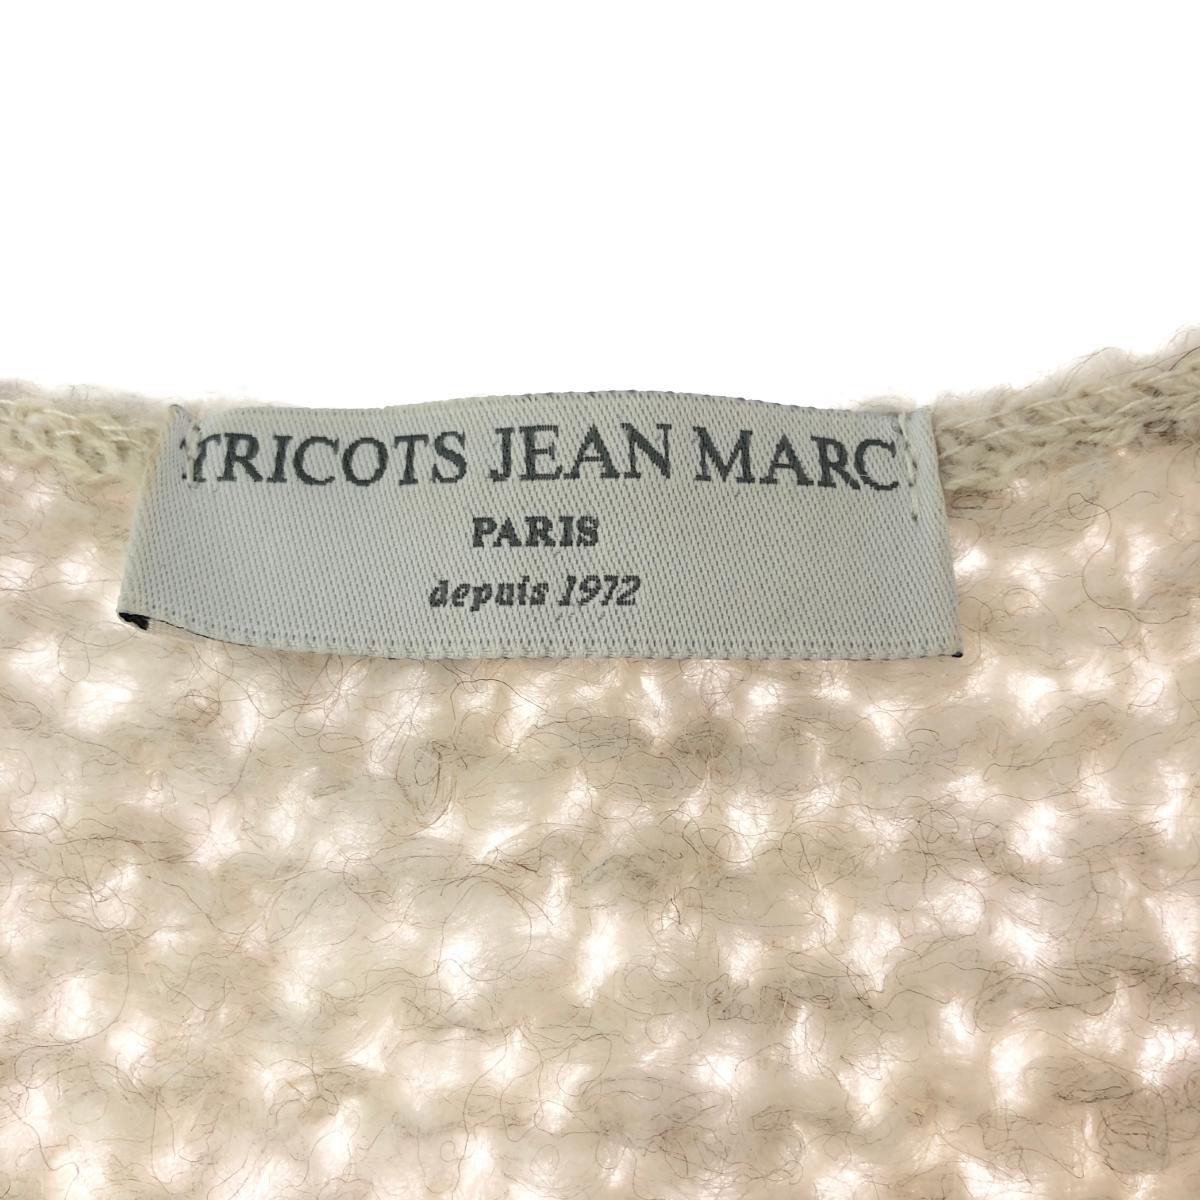 TRICOTS JEAN MARC
PARIS
depuis 1972